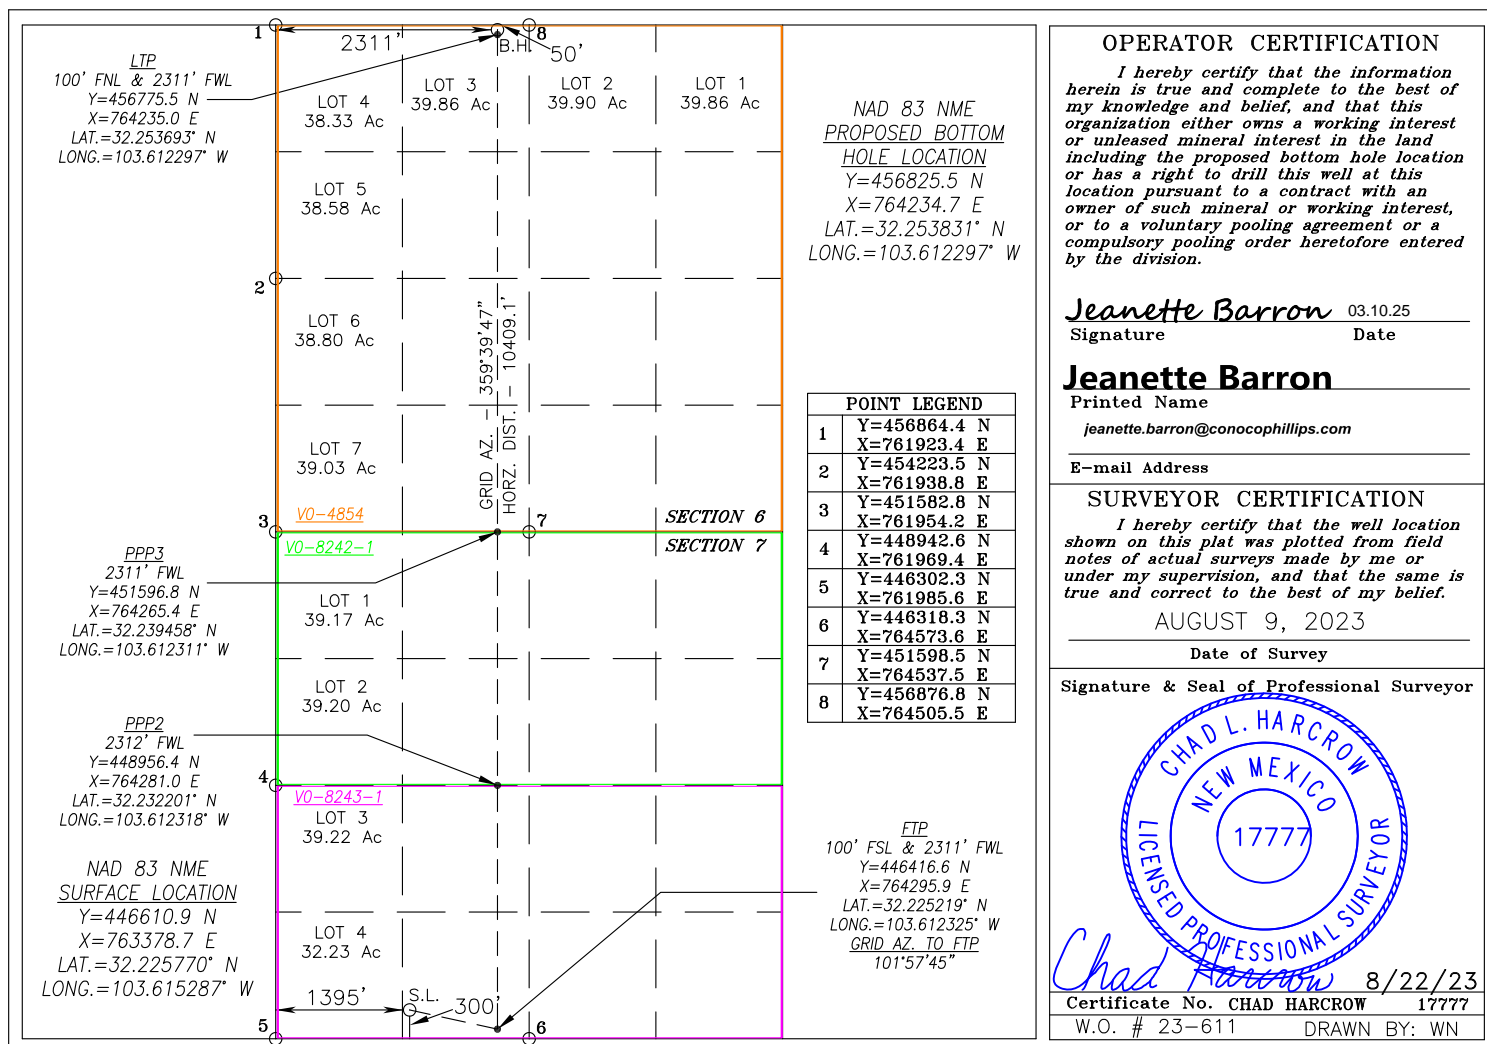 1
8
2311'
B.H.
50'
LTP
100' FNL & 2311' FWL
Y=456775.5 N
X=764235.0 E
LAT.=32.253693° N
LONG.=103.612297° W
LOT 4
38.33 Ac
LOT 3
39.86 Ac
LOT 2
39.90 Ac
LOT 1
39.86 Ac
LOT 5
38.58 Ac
2
LOT 6
38.80 Ac
GRID AZ. - 359°39'47"
HORZ. DIST. - 10409.1'
LOT 7
39.03 Ac
3
VO-4854
7
SECTION 6
VO-8242-1
SECTION 7
PPP3
2311' FWL
Y=451596.8 N
X=764265.4 E
LAT.=32.239458° N
LONG.=103.612311° W
LOT 1
39.17 Ac
LOT 2
39.20 Ac
PPP2
2312' FWL
Y=448956.4 N
X=764281.0 E
LAT.=32.232201° N
LONG.=103.612318° W
4
VO-8243-1
LOT 3
39.22 Ac
NAD 83 NME
SURFACE LOCATION
Y=446610.9 N
X=763378.7 E
LAT.=32.225770° N
LONG.=103.615287° W
LOT 4
32.23 Ac
1395'
S.L.
300'
5
6
NAD 83 NME
PROPOSED BOTTOM
HOLE LOCATION
Y=456825.5 N
X=764234.7 E
LAT.=32.253831° N
LONG.=103.612297° W
POINT LEGEND
1 Y=456864.4 N
X=761923.4 E
2 Y=454223.5 N
X=761938.8 E
3 Y=451582.8 N
X=761954.2 E
4 Y=448942.6 N
X=761969.4 E
5 Y=446302.3 N
X=761985.6 E
6 Y=446318.3 N
X=764573.6 E
7 Y=451598.5 N
X=764537.5 E
8 Y=456876.8 N
X=764505.5 E
FTP
100' FSL & 2311' FWL
Y=446416.6 N
X=764295.9 E
LAT.=32.225219° N
LONG.=103.612325° W
GRID AZ. TO FTP
101°57'45"
OPERATOR CERTIFICATION
I hereby certify that the information
herein is true and complete to the best of
my knowledge and belief, and that this
organization either owns a working interest
or unleased mineral interest in the land
including the proposed bottom hole location
or has a right to drill this well at this
location pursuant to a contract with an
owner of such mineral or working interest,
or to a voluntary pooling agreement or a
compulsory pooling order heretofore entered
by the division.
Jeanette Barron 03.10.25
Signature Date
Jeanette Barron
Printed Name
jeanette.barron@conocophillips.com
E-mail Address
SURVEYOR CERTIFICATION
I hereby certify that the well location
shown on this plat was plotted from field
notes of actual surveys made by me or
under my supervision, and that the same is
true and correct to the best of my belief.
AUGUST 9, 2023
Date of Survey
Signature & Seal of Professional Surveyor
CHAD L. HARCROW
NEW MEXICO
17777
LICENSED PROFESSIONAL SURVEYOR
Chad Harcrow 8/22/23
Certificate No. CHAD HARCROW 17777
W.O. # 23-611 DRAWN BY: WN